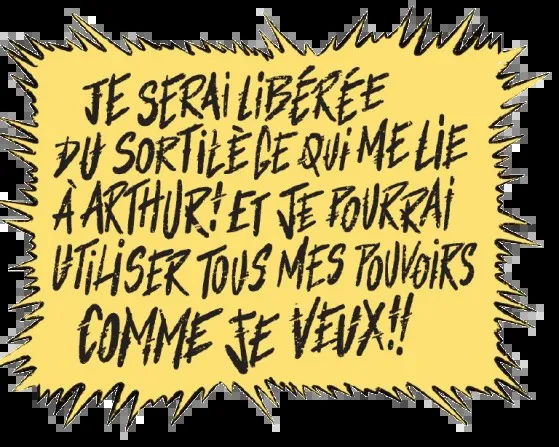 JE SERAI LIBÉRÉE
DU SORTILÈGE QUI ME LIE
À ARTHUR! ET JE POURRAI
UTILISER TOUS MES POUVOIRS
COMME JE VEUX!!